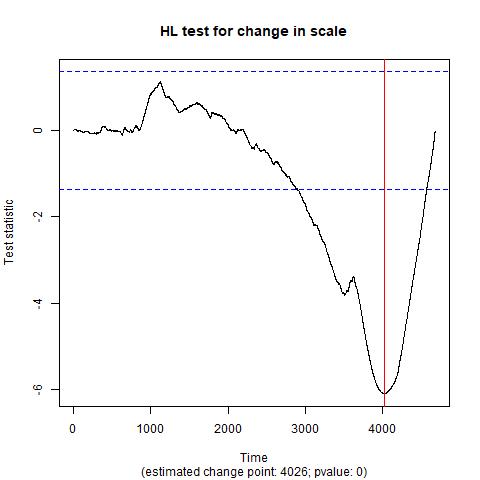 HL test for change in scale
Test statistic
0
-2
-4
-6
0 1000 2000 3000 4000
Time
(estimated change point: 4026; pvalue: 0)